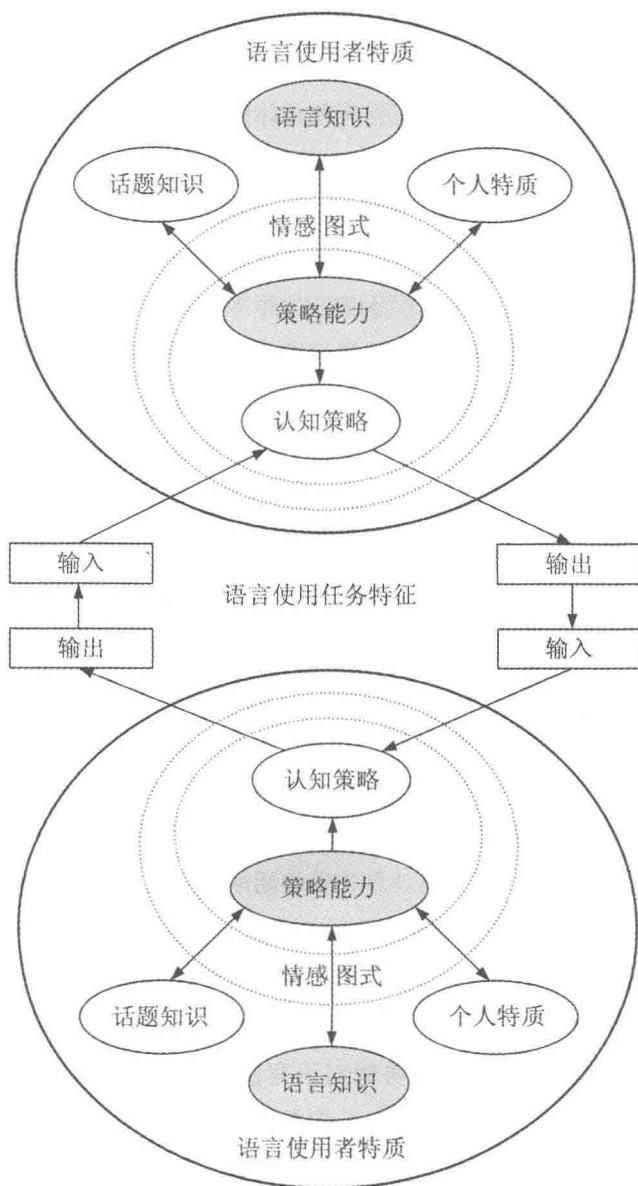 语言使用者特质
语言知识
话题知识
个人特质
情感 图式
策略能力
认知策略
输入
输出
语言使用任务特征
输出
输入
认知策略
策略能力
情感 图式
话题知识
个人特质
语言知识
语言使用者特质